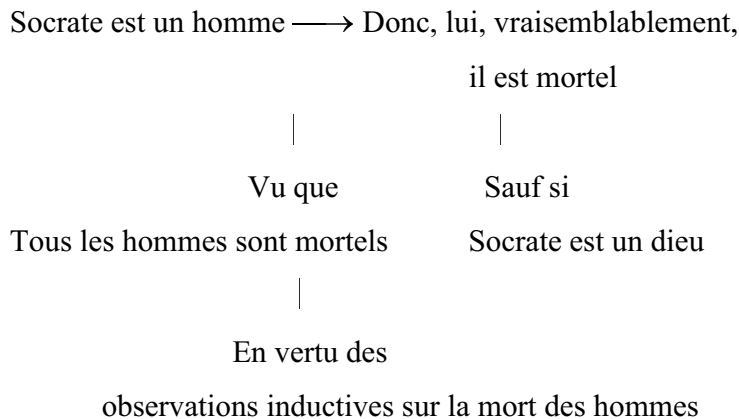 Socrate est un homme ⟶ Donc, lui, vraisemblablement,
il est mortel
Vu que Sauf si
Tous les hommes sont mortels Socrate est un dieu
En vertu des
observations inductives sur la mort des hommes